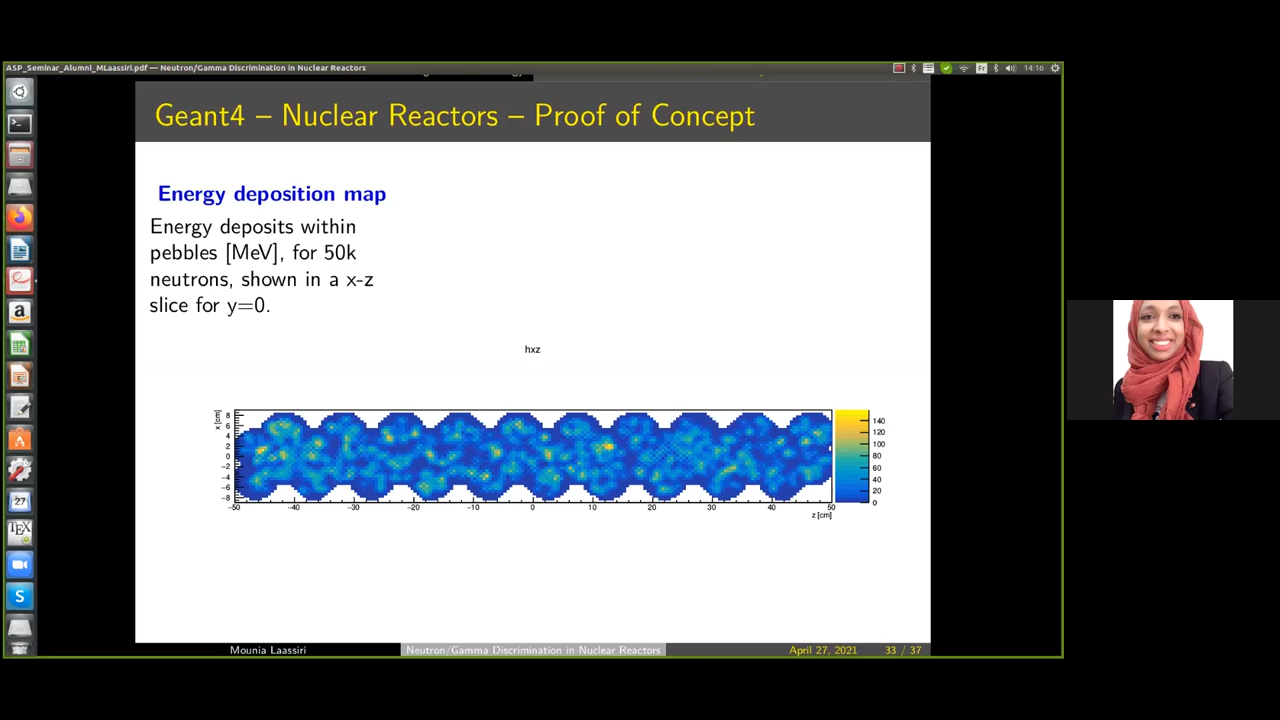 ASP_Seminar_Alumni_MLaassiri.pdf — Neutron/Gamma Discrimination in Nuclear Reactors
Fr
14:16
Geant4 – Nuclear Reactors – Proof of Concept
Energy deposition map
Energy deposits within
pebbles [MeV], for 50k
neutrons, shown in a x-z
slice for y=0.
hxz
x [cm]
8
6
4
2
0
−2
−4
−6
−8
−50
−40
−30
−20
−10
0
10
20
30
40
50
z [cm]
140
120
100
80
60
40
20
0
27
TEX
S
a
A
Mounia Laassiri
Neutron/Gamma Discrimination in Nuclear Reactors
April 27, 2021
33 / 37